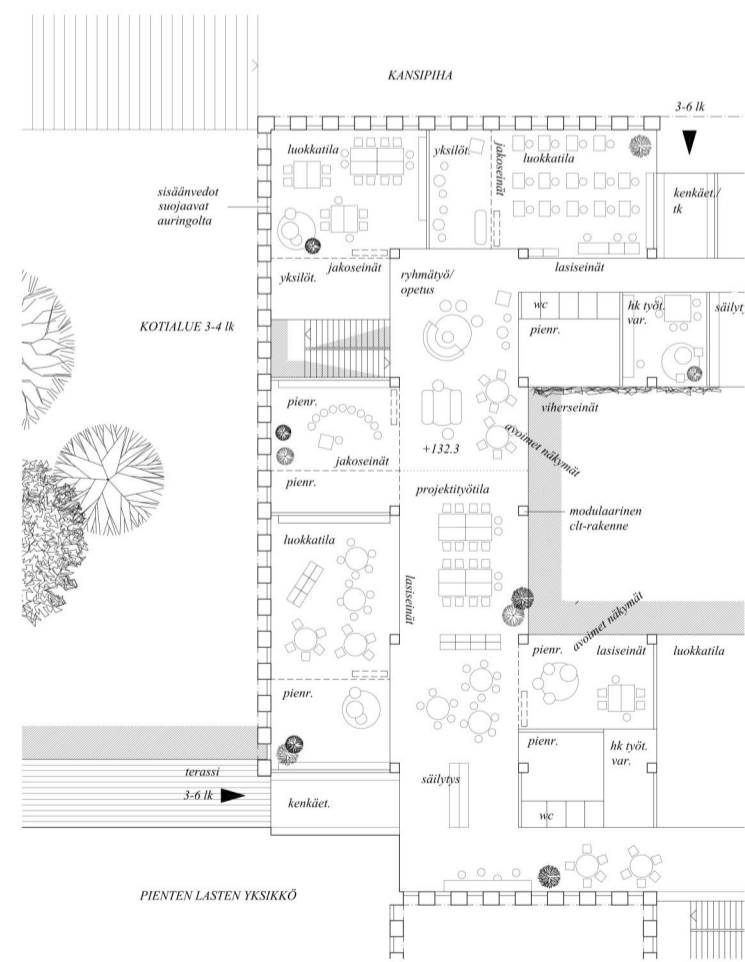 KANSIPIHA
3-6 lk
luokkatila
yksilöt.
jakoseinät
luokkatila
sisäänvedot
suojaavat
auringolta
kenkäet./
tk
jakoseinät
yksilöt.
ryhmätyö/
opetus
lasiseinät
KOTIALUE 3-4 lk
wc
pienr.
hk työt.
var.
säilyt
pienr.
viherseinät
avoimet näkymät
+132.3
jakoseinät
pienr.
projektityötila
modulaarinen
clt-rakenne
luokkatila
lasiseinät
avoimet näkymät
pienr.
lasiseinät
luokkatila
pienr.
pienr.
hk työt.
var.
terassi
3-6 lk
kenkäet.
säilytys
wc
PIENTEN LASTEN YKSIKKÖ